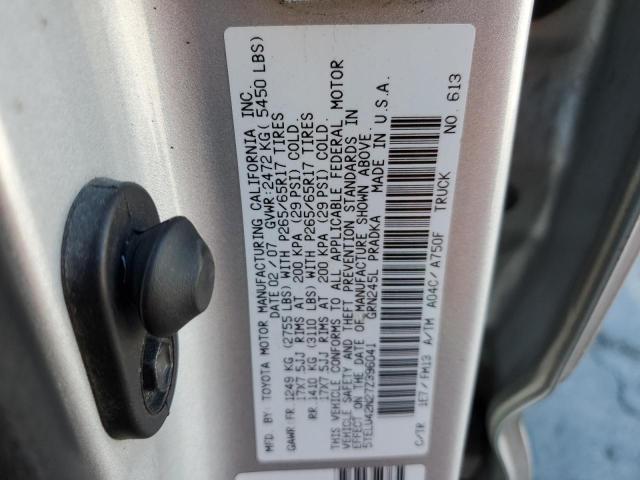 MFD. BY: TOYOTA MOTOR MANUFACTURING CALIFORNIA INC.
DATE 02/07 GVWR:2472 KG( 5450 LBS)
GAWR FR 1249 KG (2755 LBS) WITH P265/65R17 TIRES
17X7.5JJ RIMS AT 200 KPA (29 PSI) COLD.
RR 1410 KG (3110 LBS) WITH P265/65R17 TIRES
17X7.5JJ RIMS AT 200 KPA (29 PSI) COLD.
THIS VEHICLE CONFORMS TO ALL APPLICABLE FEDERAL MOTOR
VEHICLE SAFETY AND THEFT PREVENTION STANDARDS IN
EFFECT ON THE DATE OF MANUFACTURE SHOWN ABOVE.
5TELU42N27Z396041 GRN245L PRADKA MADE IN U.S.A.
C/TR 1E7/FM13 A/TM A04C/A750F TRUCK NO. 613